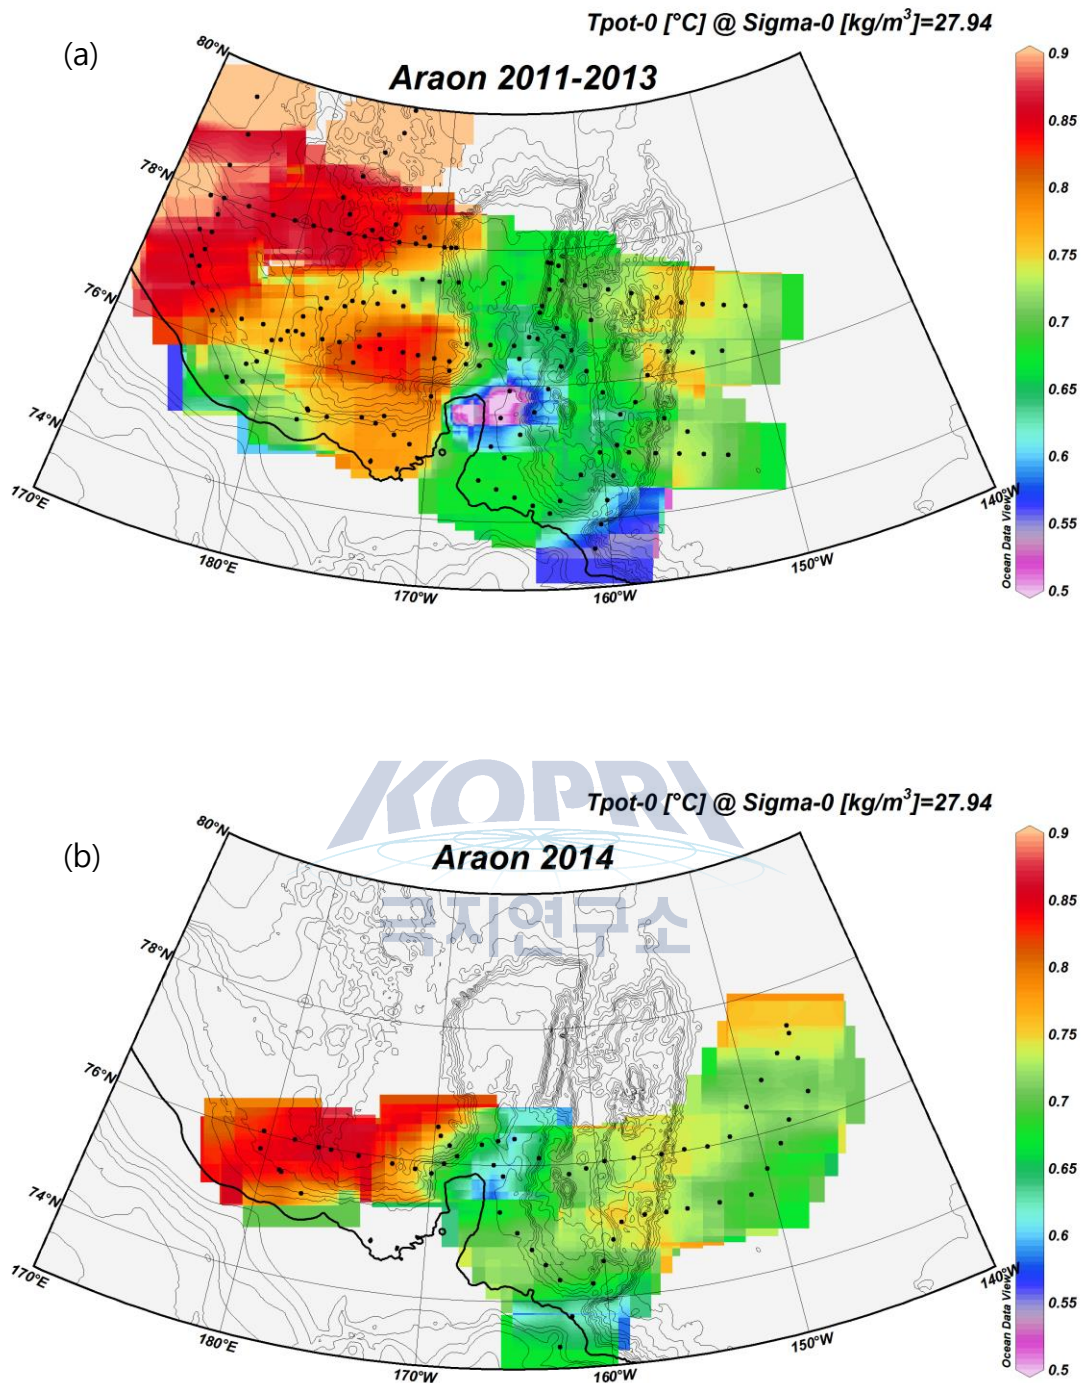 Tpot-0 [°C] @ Sigma-0 [kg/m³]=27.94
(a)
Araon 2011-2013
80°N
78°N
76°N
74°N
170°E
180°E
170°W
160°W
150°W
140°W
0.9
0.85
0.8
0.75
0.7
0.65
0.6
0.55
0.5
Ocean Data View
KOPRI
극지연구소
Tpot-0 [°C] @ Sigma-0 [kg/m³]=27.94
(b)
Araon 2014
80°N
78°N
76°N
74°N
170°E
180°E
170°W
160°W
150°W
140°W
0.9
0.85
0.8
0.75
0.7
0.65
0.6
0.55
0.5
Ocean Data View